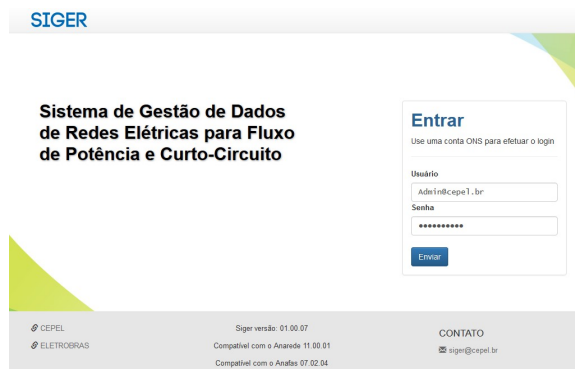 SIGER
Sistema de Gestão de Dados
de Redes Elétricas para Fluxo
de Potência e Curto-Circuito
Entrar
Use uma conta ONS para efetuar o login
Usuário
Admin@cepel.br
Senha
••••••••••
Enviar
CEPEL
ELETROBRAS
Siger versão: 01.00.07
Compatível com o Anarede 11.00.01
Compatível com o Anafas 07.02.04
CONTATO
siger@cepel.br